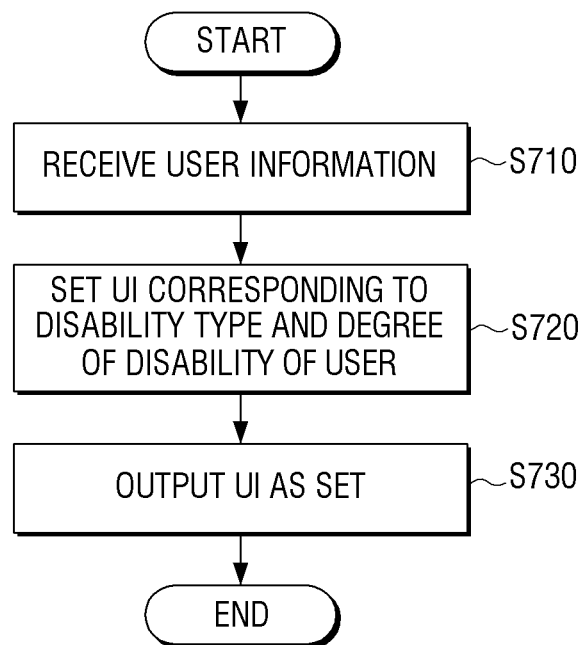 START
RECEIVE USER INFORMATION
S710
SET UI CORRESPONDING TO
DISABILITY TYPE AND DEGREE
OF DISABILITY OF USER
S720
OUTPUT UI AS SET
S730
END